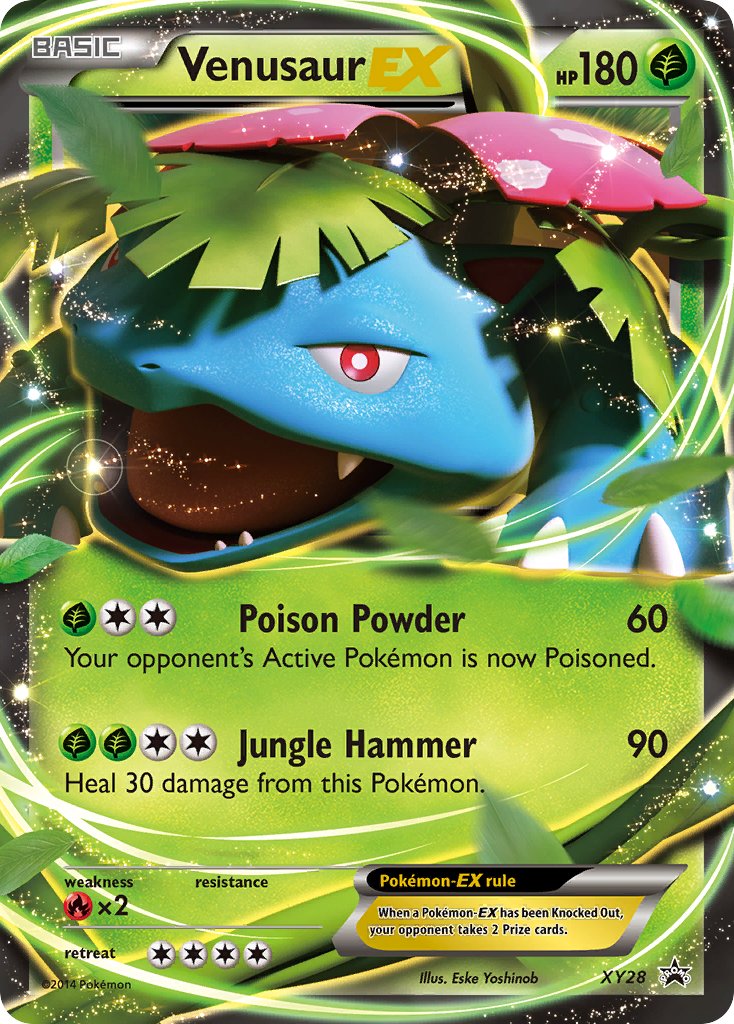 BASIC
Venusaur EX
HP180
Poison Powder 60
Your opponent's Active Pokémon is now Poisoned.
Jungle Hammer 90
Heal 30 damage from this Pokémon.
weakness resistance
×2
Pokémon-EX rule
When a Pokémon-EX has been Knocked Out,
your opponent takes 2 Prize cards.
retreat
©2014 Pokémon
Illus. Eske Yoshinob
XY28
PROMO